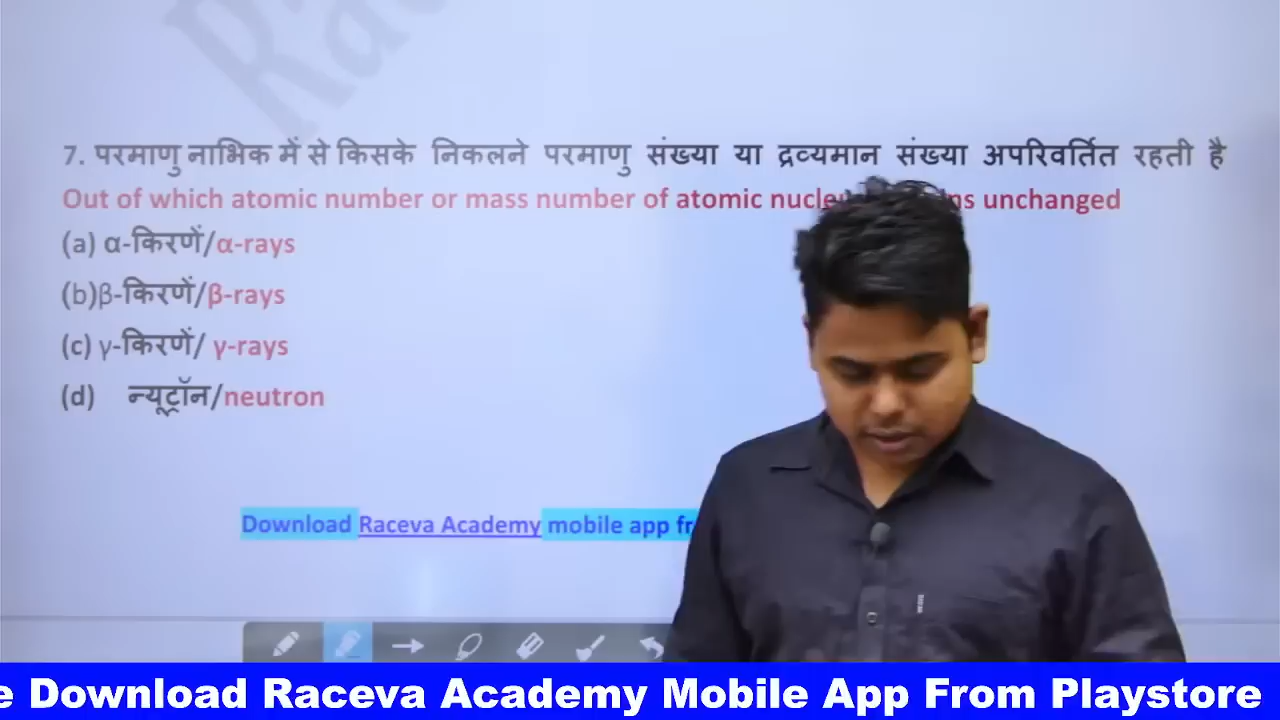 Race
7. परमाणु नाभिक में से किसके निकलने परमाणु संख्या या द्रव्यमान संख्या अपरिवर्तित रहती है
Out of which atomic number or mass number of atomic unchanged
(a) α-किरणें/α-rays
(b)β-किरणें/β-rays
(c) γ-किरणें/ γ-rays
(d) न्यूट्रॉन/neutron
Download Raceva Academy mobile app
Download Raceva Academy Mobile App From Playstore